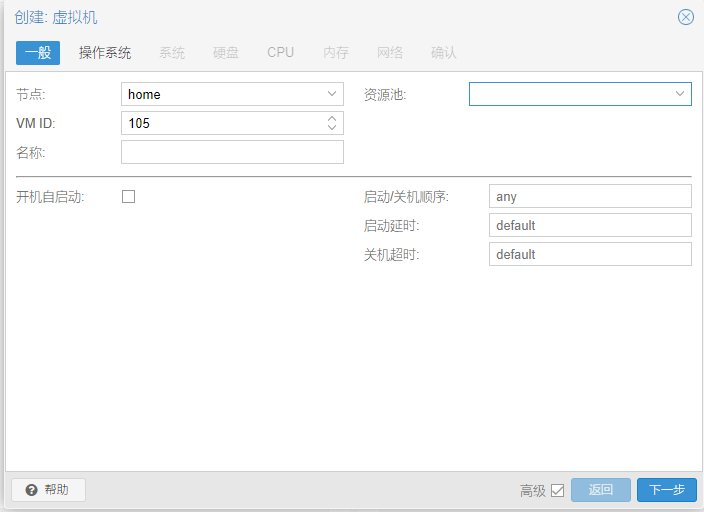 创建: 虚拟机
一般 操作系统 系统 硬盘 CPU 内存 网络 确认
节点: home 资源池:
VM ID: 105
名称:
开机自启动: 启动/关机顺序: any
启动延时: default
关机超时: default
帮助 高级 返回 下一步